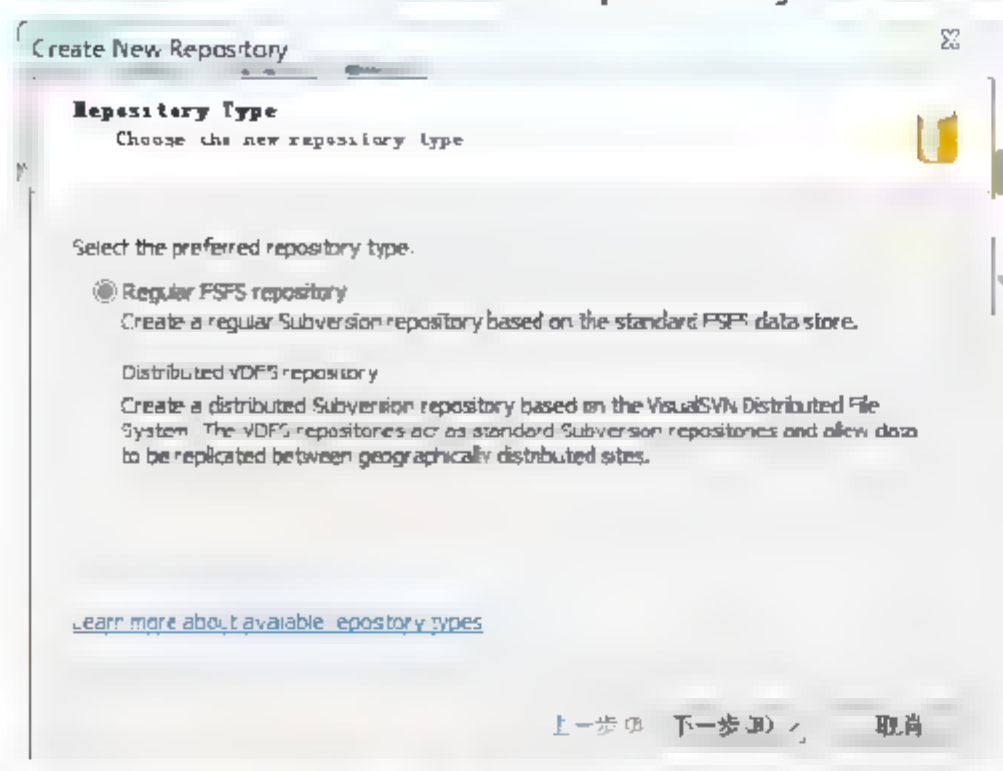 Create New Repository
Repository Type
Choose the new repository type
Select the preferred repository type.
Regular FSFS repository
Create a regular Subversion repository based on the standard FSFS data store.
Distributed VDFS repository
Create a distributed Subversion repository based on the VisualSVN Distributed File
System. The VDFS repositories act as standard Subversion repositories and allow data
to be replicated between geographically distributed sites.
Learn more about available repository types
上一步 下一步 取消